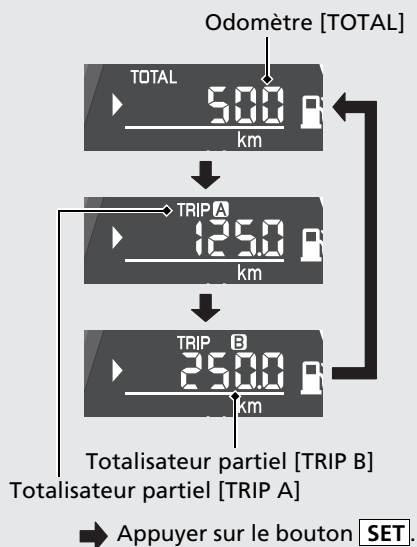 Odomètre [TOTAL]
TOTAL
500
km
TRIP A
125.0
km
TRIP B
250.0
km
Totalisateur partiel [TRIP B]
Totalisateur partiel [TRIP A]
Appuyer sur le bouton SET.